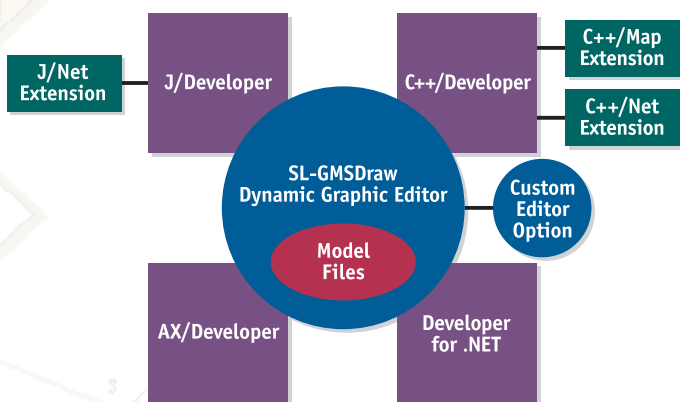 J/Net
Extension
J/Developer
C++/Developer
C++/Map
Extension
C++/Net
Extension
SL-GMSDraw
Dynamic Graphic Editor
Custom
Editor
Option
Model
Files
AX/Developer
Developer
for .NET
3